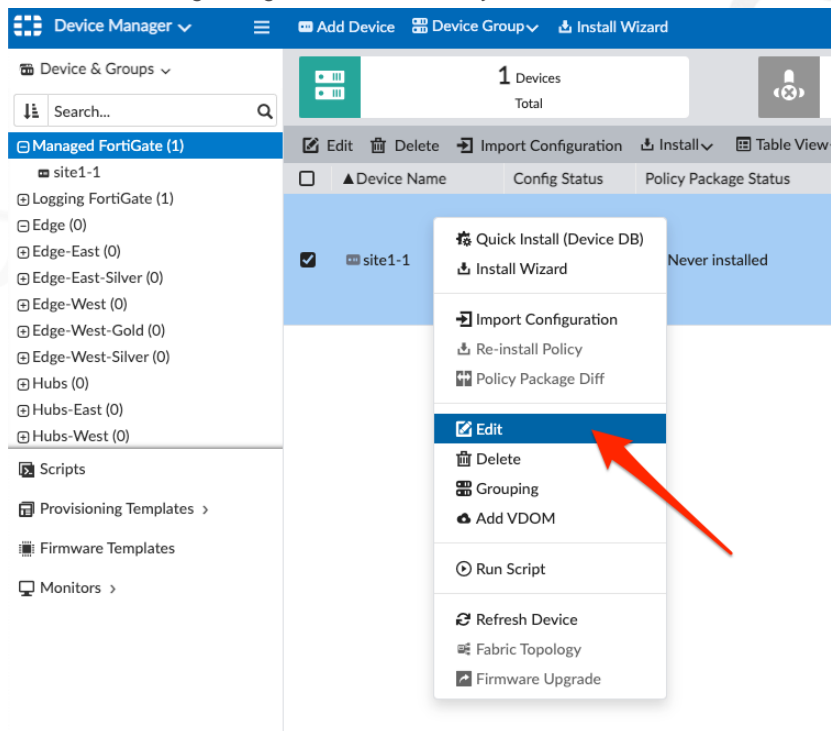 Device Manager
Add Device Device Group Install Wizard
Device & Groups
Search...
1 Devices
Total
Managed FortiGate (1)
site1-1
Logging FortiGate (1)
Edge (0)
Edge-East (0)
Edge-East-Silver (0)
Edge-West (0)
Edge-West-Gold (0)
Edge-West-Silver (0)
Hubs (0)
Hubs-East (0)
Hubs-West (0)
Scripts
Provisioning Templates
Firmware Templates
Monitors
Edit Delete Import Configuration Install Table View
Device Name Config Status Policy Package Status
site1-1 Never installed
Quick Install (Device DB)
Install Wizard
Import Configuration
Re-install Policy
Policy Package Diff
Edit
Delete
Grouping
Add VDOM
Run Script
Refresh Device
Fabric Topology
Firmware Upgrade